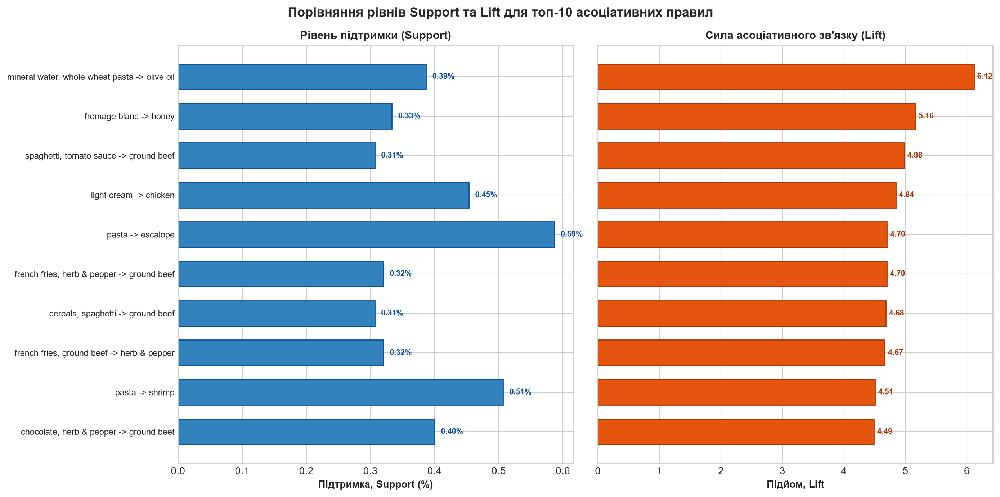 Порівняння рівнів Support та Lift для топ-10 асоціативних правил
Рівень підтримки (Support)
mineral water, whole wheat pasta -> olive oil
0.39%
fromage blanc -> honey
0.33%
spaghetti, tomato sauce -> ground beef
0.31%
light cream -> chicken
0.45%
pasta -> escalope
0.59%
french fries, herb & pepper -> ground beef
0.32%
cereals, spaghetti -> ground beef
0.31%
french fries, ground beef -> herb & pepper
0.32%
pasta -> shrimp
0.51%
chocolate, herb & pepper -> ground beef
0.40%
0.0 0.1 0.2 0.3 0.4 0.5 0.6
Підтримка, Support (%)
Сила асоціативного зв'язку (Lift)
6.12
5.16
4.98
4.84
4.70
4.70
4.68
4.67
4.51
4.49
0 1 2 3 4 5 6
Підйом, Lift